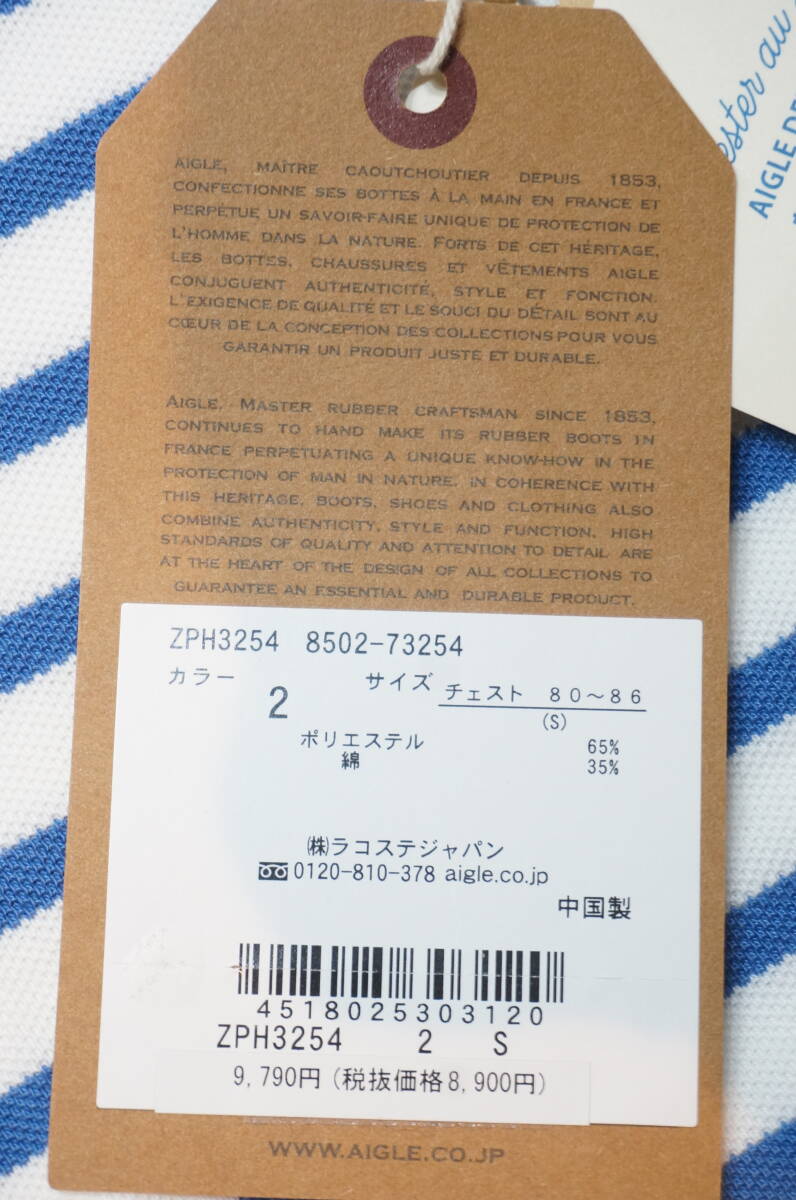 ester au
AIGLE DE
AIGLE, MAÎTRE CAOUTCHOUTIER DEPUIS 1853,
CONFECTIONNE SES BOTTES À LA MAIN EN FRANCE ET
PERPÉTUE UN SAVOIR-FAIRE UNIQUE DE PROTECTION DE
L'HOMME DANS LA NATURE. FORTS DE CET HÉRITAGE,
LES BOTTES, CHAUSSURES ET VÊTEMENTS AIGLE
CONJUGUENT AUTHENTICITÉ, STYLE ET FONCTION.
L'EXIGENCE DE QUALITÉ ET LE SOUCI DU DÉTAIL SONT AU
CŒUR DE LA CONCEPTION DES COLLECTIONS POUR VOUS
GARANTIR UN PRODUIT JUSTE ET DURABLE.
AIGLE, MASTER RUBBER CRAFTSMAN SINCE 1853,
CONTINUES TO HAND MAKE ITS RUBBER BOOTS IN
FRANCE PERPETUATING A UNIQUE KNOW-HOW IN THE
PROTECTION OF MAN IN NATURE. IN COHERENCE WITH
THIS HERITAGE, BOOTS, SHOES AND CLOTHING ALSO
COMBINE AUTHENTICITY, STYLE AND FUNCTION. HIGH
STANDARDS OF QUALITY AND ATTENTION TO DETAIL ARE
AT THE HEART OF THE DESIGN OF ALL COLLECTIONS TO
GUARANTEE AN ESSENTIAL AND DURABLE PRODUCT.
ZPH3254 8502-73254
カラー 2 サイズ チェスト 80~86
(S)
ポリエステル 65%
綿 35%
㈱ラコステジャパン
0120-810-378 aigle.co.jp
中国製
4518025303120
ZPH3254 2 S
9,790円(税抜価格8,900円)
WWW.AIGLE.CO.JP